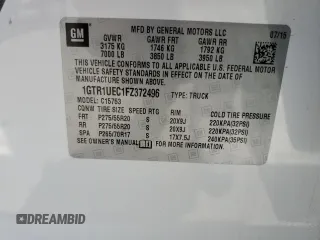 GM
MFD BY GENERAL MOTORS LLC
07/15
GVWR GAWR FRT GAWR RR
3175 KG 1746 KG 1792 KG
7000 LB 3850 LB 3950 LB
THIS VEHICLE CONFORMS TO ALL APPLICABLE U.S. FEDERAL MOTOR
VEHICLE SAFETY STANDARDS IN EFFECT ON THE DATE OF
MANUFACTURE SHOWN ABOVE.
1GTR1UEC1FZ372496 TYPE: TRUCK
MODEL: C15753
TIRE SIZE SPEED RTG RIM COLD TIRE PRESSURE
FRT P275/55R20 S 20X9J 220KPA(32PSI)
RR P275/55R20 S 20X9J 220KPA(32PSI)
SPA P265/70R17 S 17X7.5J 240KPA(35PSI)
SEE OWNER'S MANUAL FOR ADDITIONAL INFORMATION
DREAMBID